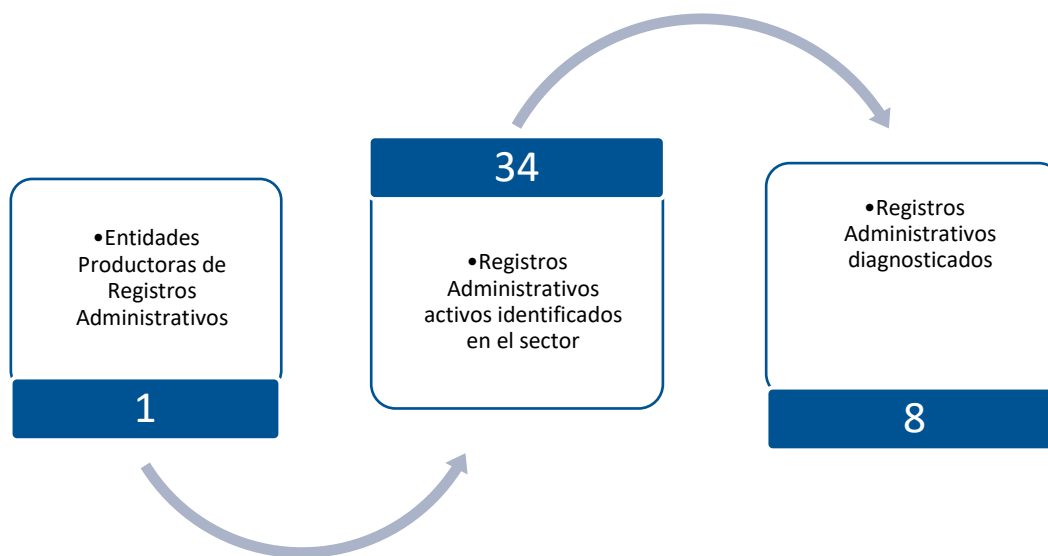 •Entidades
Productoras de
Registros
Administrativos
1
34
•Registros
Administrativos
activos identificados
en el sector
•Registros
Administrativos
diagnosticados
8